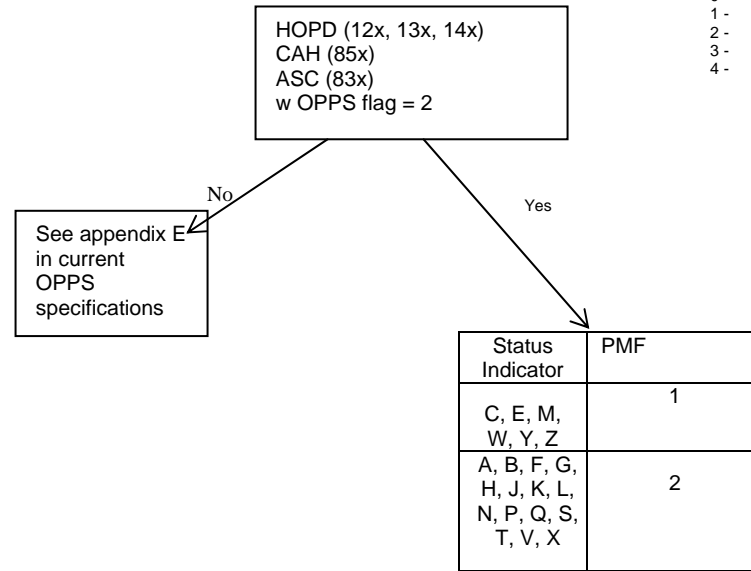 1 -
2 -
3 -
4 -
HOPD (12x, 13x, 14x)
CAH (85x)
ASC (83x)
w OPPS flag = 2
No
Yes
See appendix E
in current
OPPS
specifications
Status
Indicator
PMF
C, E, M,
W, Y, Z
1
A, B, F, G,
H, J, K, L,
N, P, Q, S,
T, V, X
2